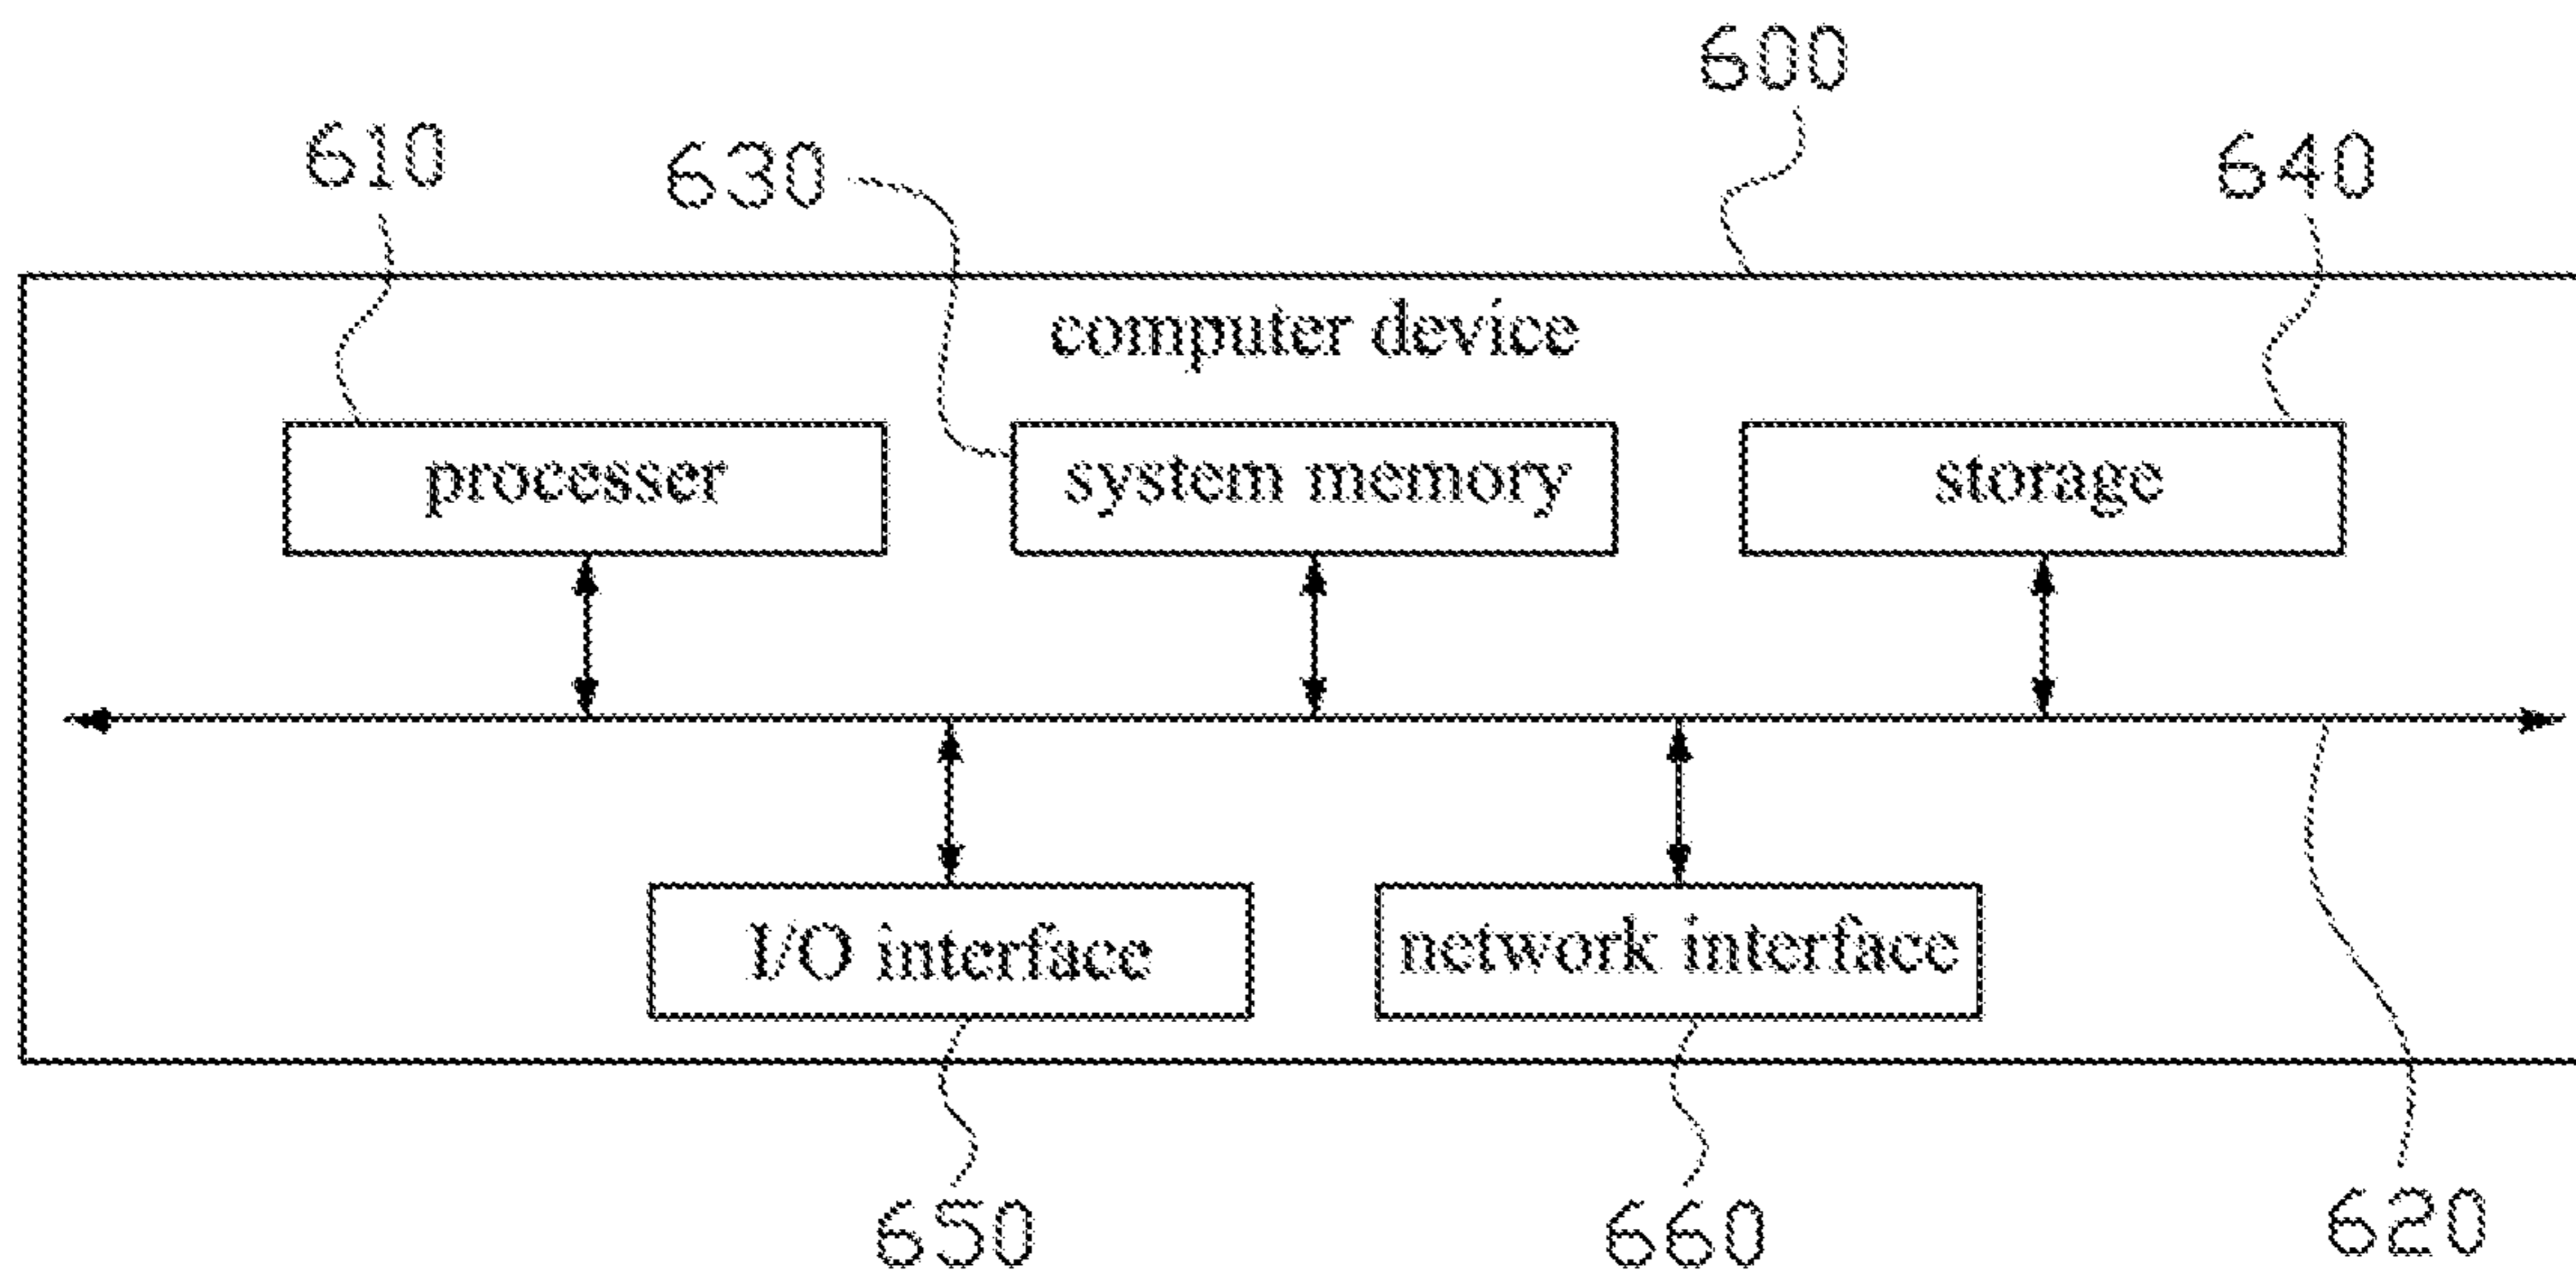 600
610
630
640
computer device
processer
system memory
storage
I/O interface
network interface
650
660
620